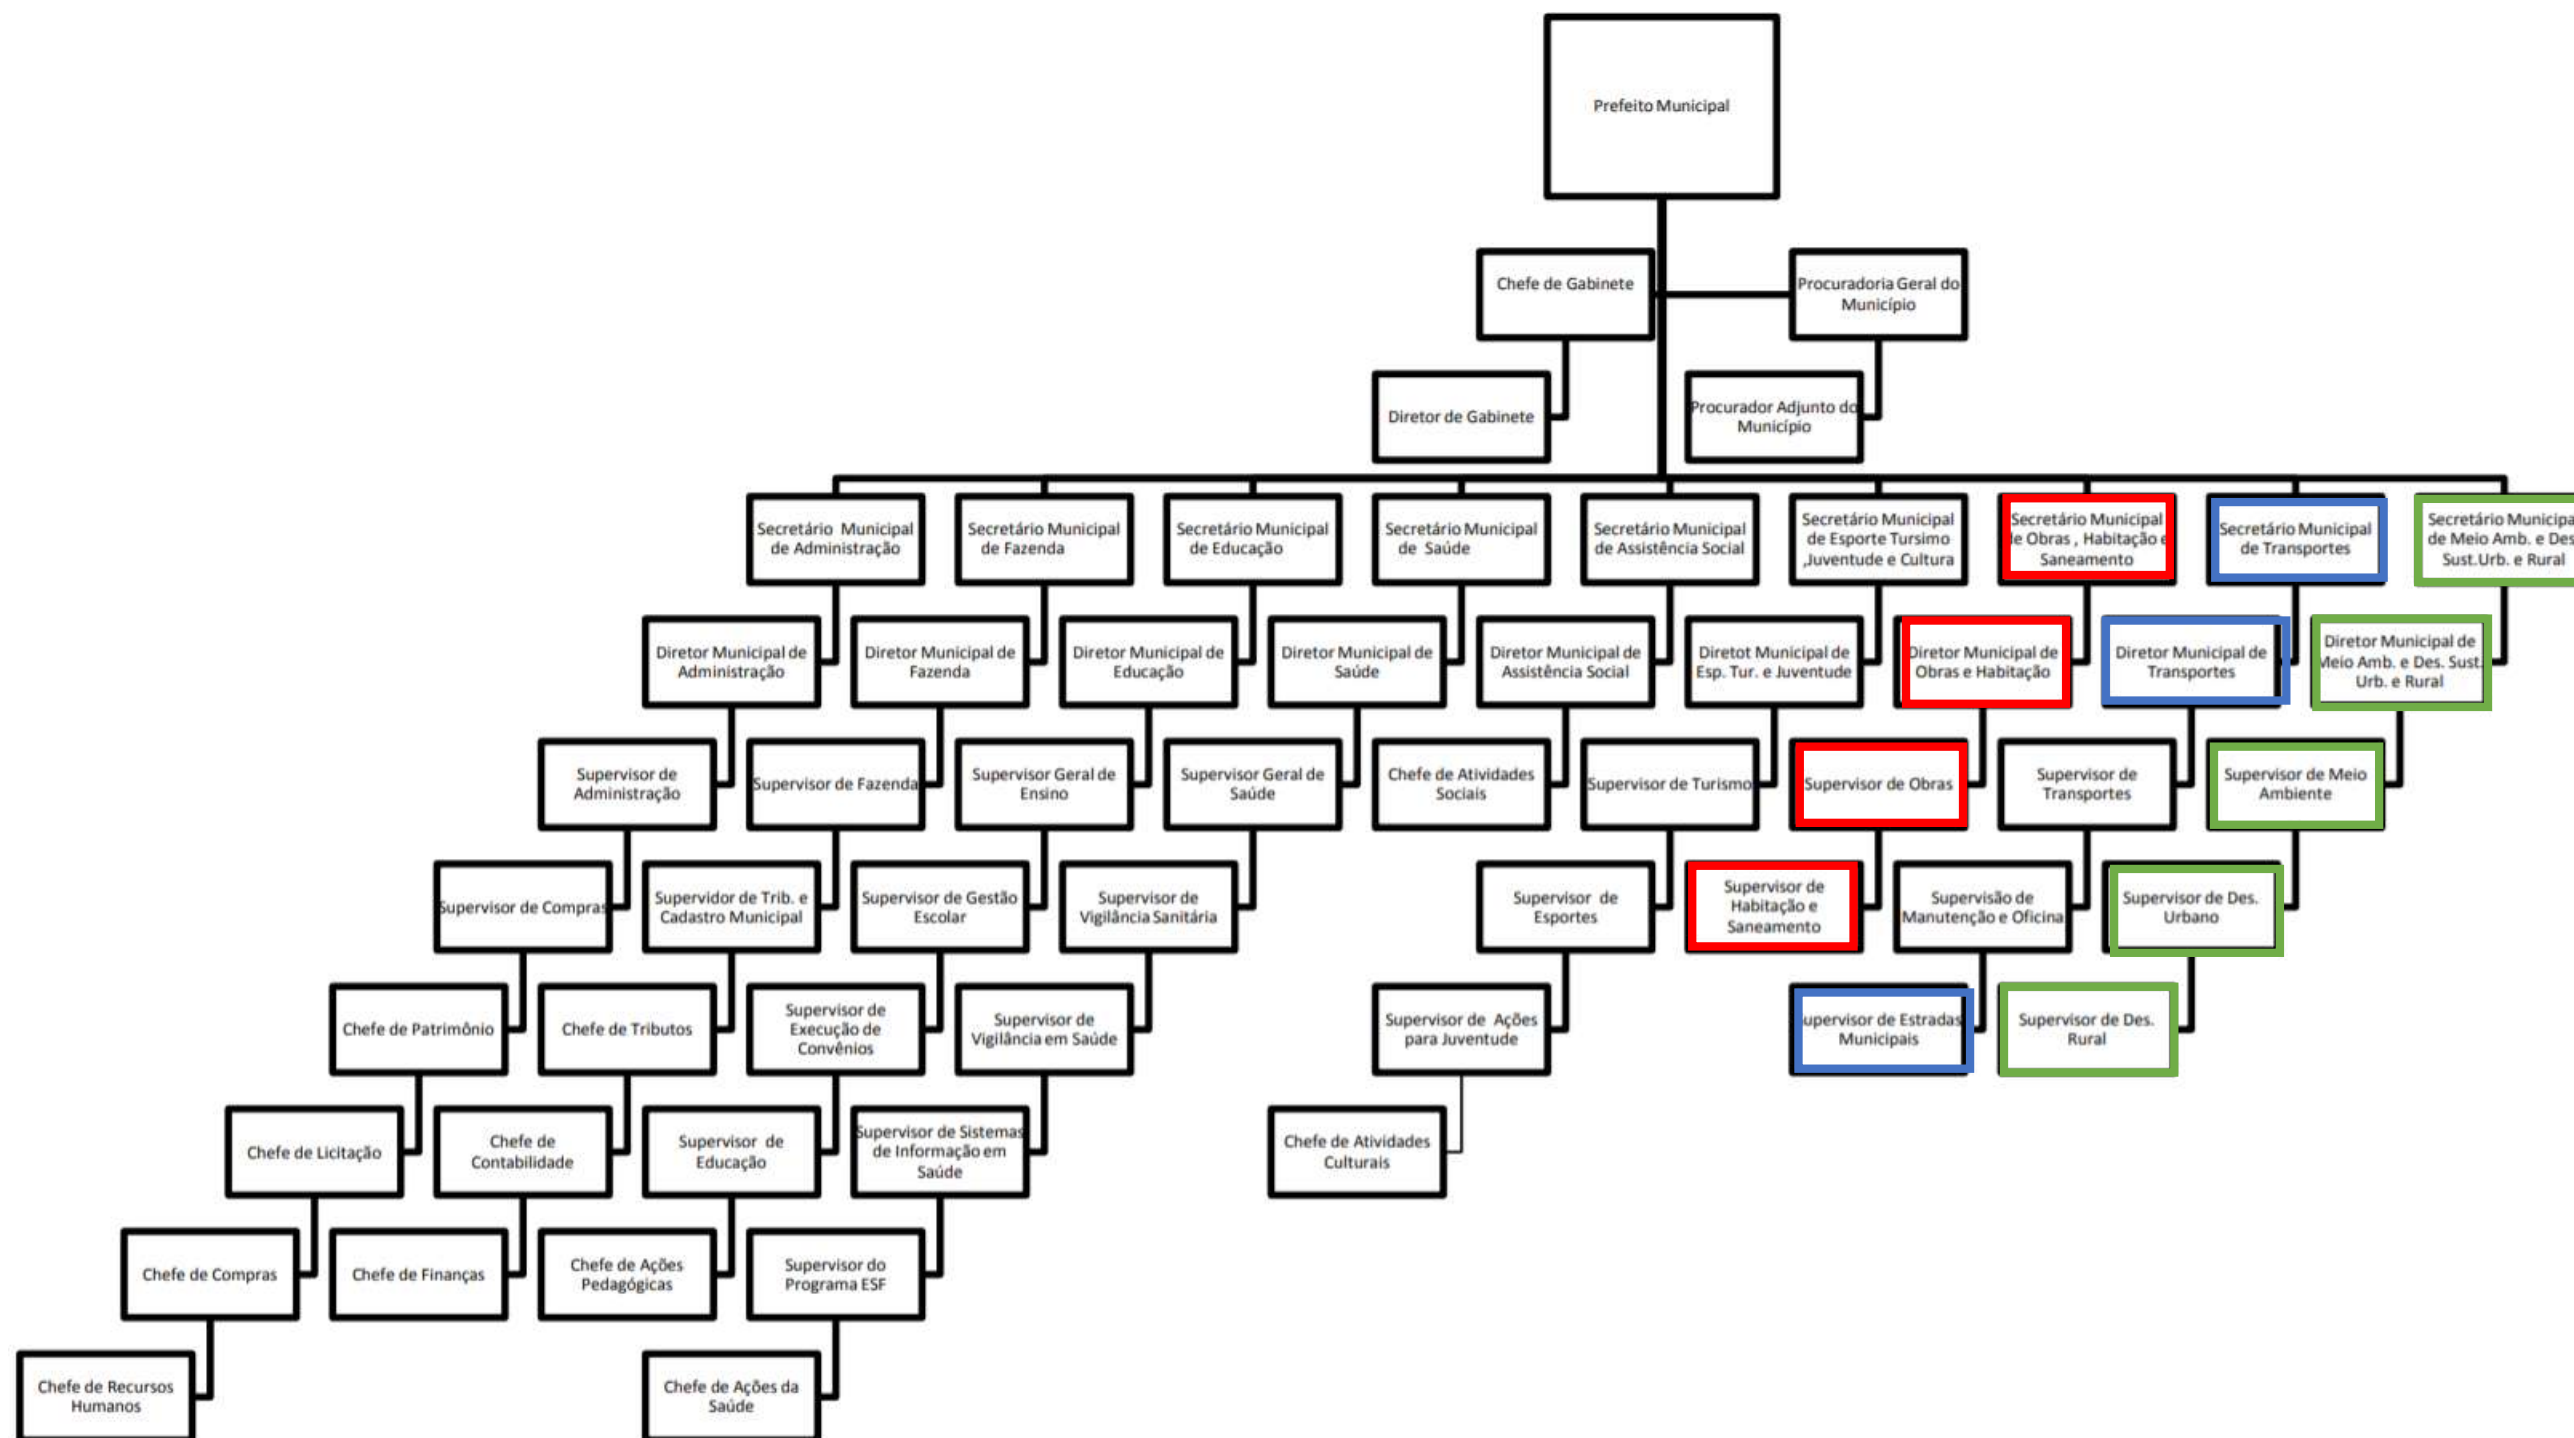 Prefeito Municipal
Chefe de Gabinete
Procuradoria Geral do
Município
Diretor de Gabinete
Procurador Adjunto do
Município
Secretário Municipal
de Administração
Secretário Municipal
de Fazenda
Secretário Municipal
de Educação
Secretário Municipal
de Saúde
Secretário Municipal
de Assistência Social
Secretário Municipal
de Esporte Tursimo
,Juventude e Cultura
Secretário Municipal
de Obras , Habitação e
Saneamento
Secretário Municipal
de Transportes
Secretário Municipa
de Meio Amb. e Des
Sust.Urb. e Rural
Diretor Municipal de
Administração
Diretor Municipal de
Fazenda
Diretor Municipal de
Educação
Diretor Municipal de
Saúde
Diretor Municipal de
Assistência Social
Diretot Municipal de
Esp. Tur. e Juventude
Diretor Municipal de
Obras e Habitação
Diretor Municipal de
Transportes
Diretor Municipal de
Meio Amb. e Des. Sust.
Urb. e Rural
Supervisor de
Administração
Supervisor de Fazenda
Supervisor Geral de
Ensino
Supervisor Geral de
Saúde
Chefe de Atividades
Sociais
Supervisor de Turismo
Supervisor de Obras
Supervisor de
Transportes
Supervisor de Meio
Ambiente
Supervisor de Compras
Supervidor de Trib. e
Cadastro Municipal
Supervisor de Gestão
Escolar
Supervisor de
Vigilância Sanitária
Supervisor de
Esportes
Supervisor de
Habitação e
Saneamento
Supervisão de
Manutenção e Oficina
Supervisor de Des.
Urbano
Chefe de Patrimônio
Chefe de Tributos
Supervisor de
Execução de
Convênios
Supervisor de
Vigilância em Saúde
Supervisor de Ações
para Juventude
upervisor de Estradas
Municipais
Supervisor de Des.
Rural
Chefe de Licitação
Chefe de
Contabilidade
Supervisor de
Educação
Supervisor de Sistemas
de Informação em
Saúde
Chefe de Atividades
Culturais
Chefe de Compras
Chefe de Finanças
Chefe de Ações
Pedagógicas
Supervisor do
Programa ESF
Chefe de Recursos
Humanos
Chefe de Ações da
Saúde